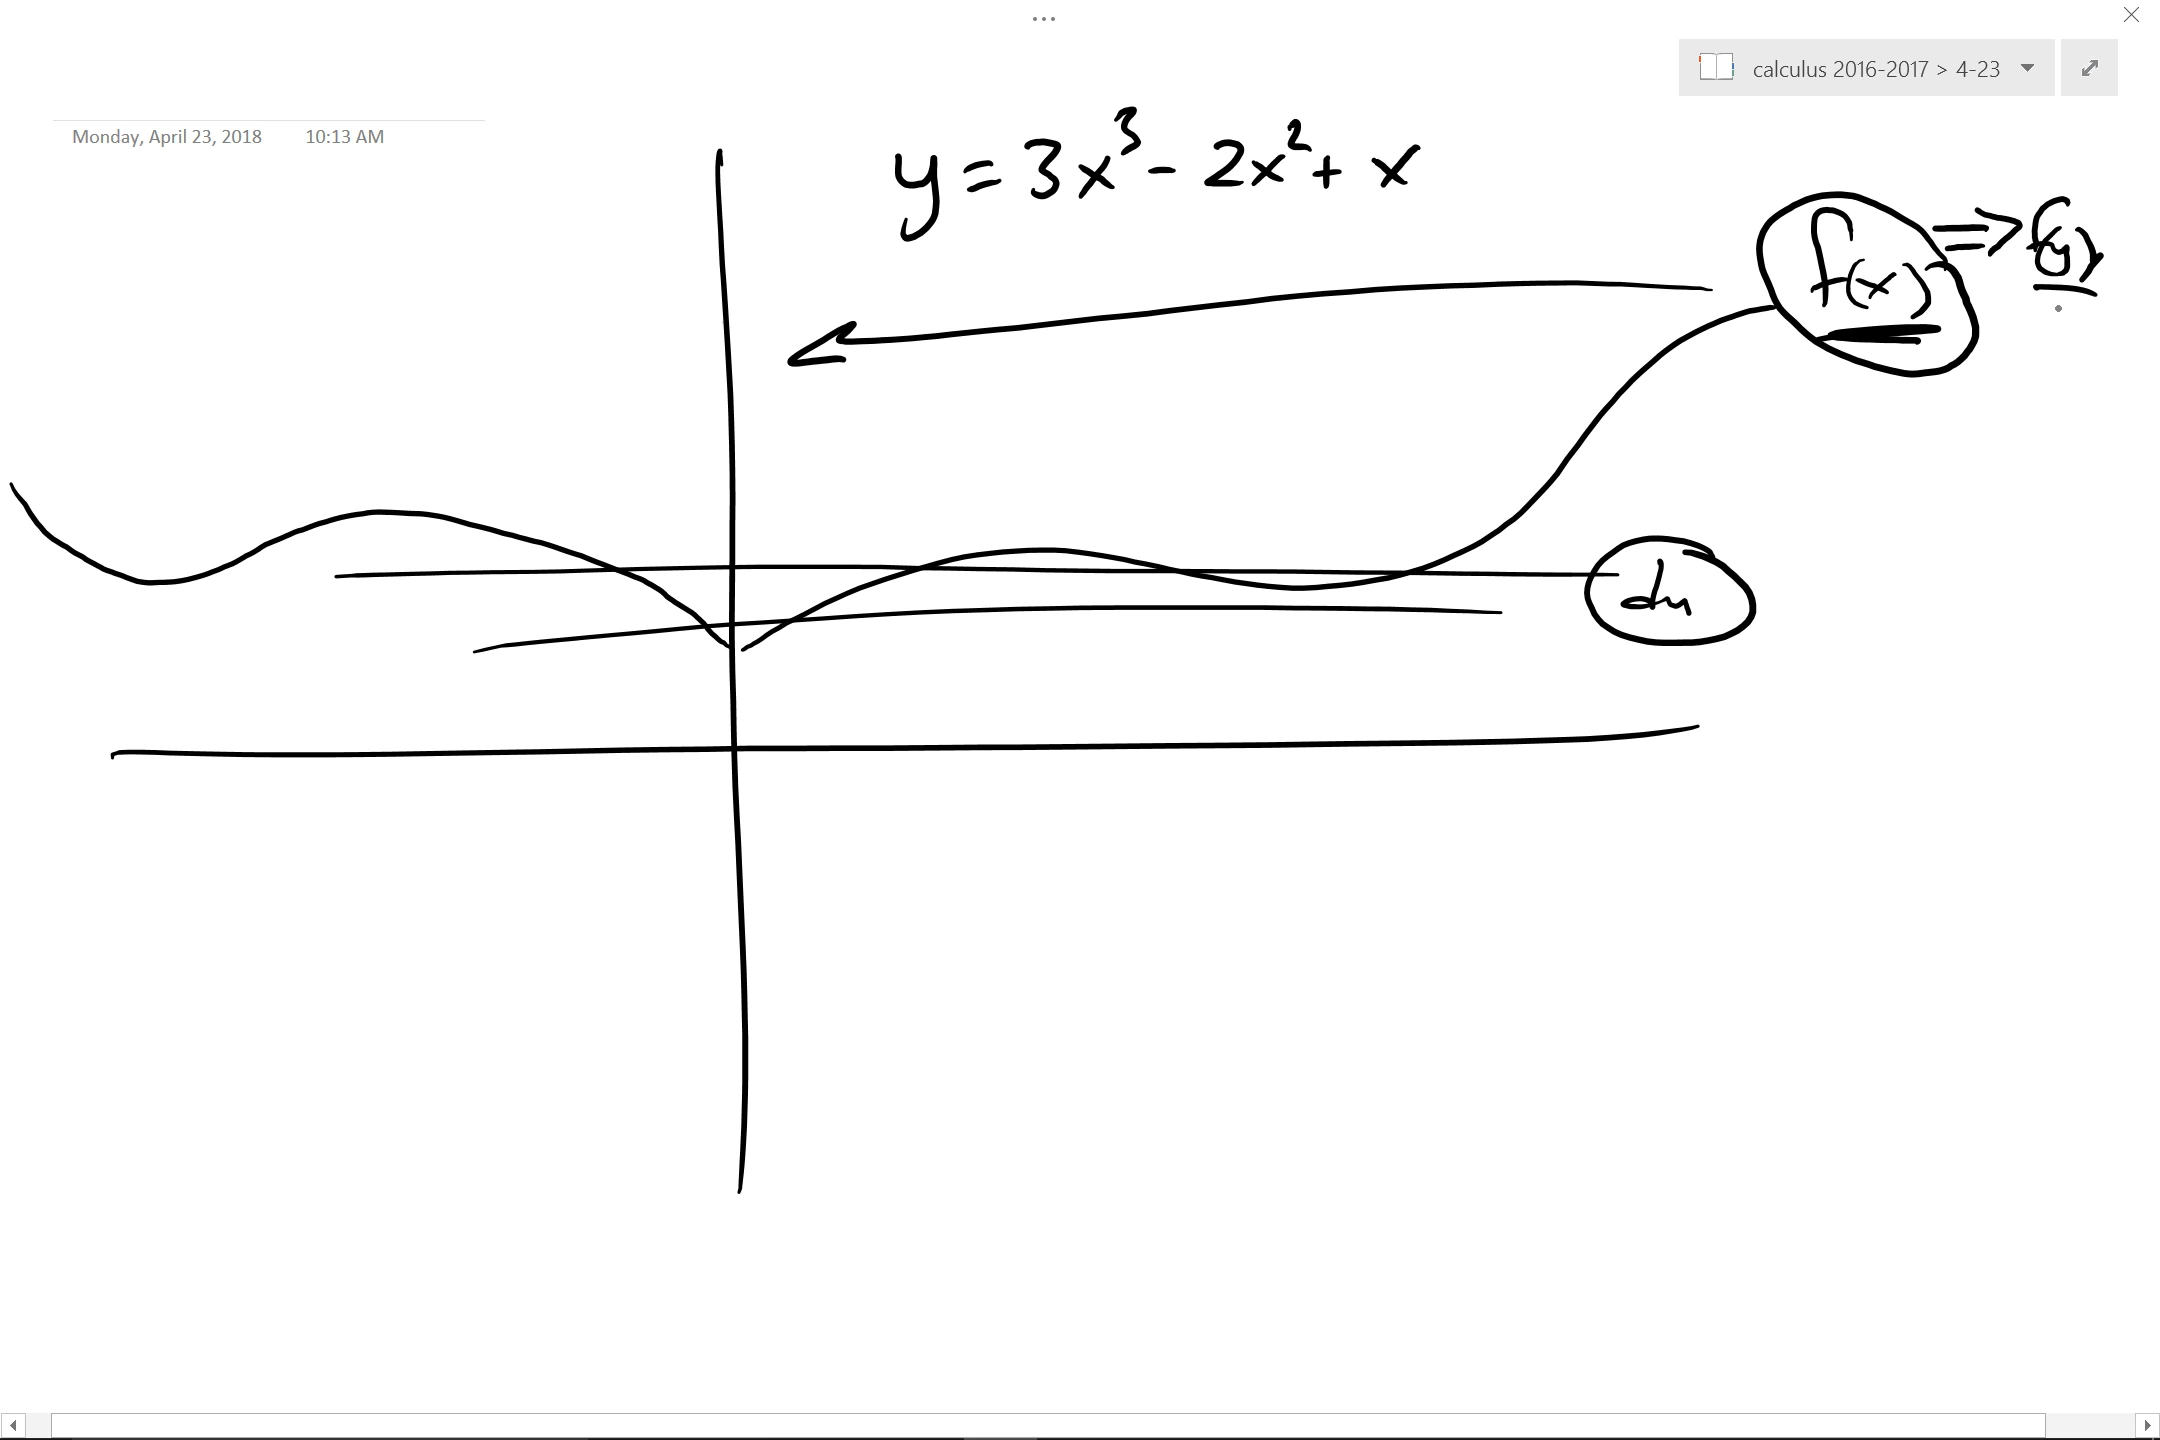 calculus 2016-2017 > 4-23
Monday, April 23, 2018 10:13 AM
y = 3x³ - 2x² + x
f(x) ⇒ f(y)